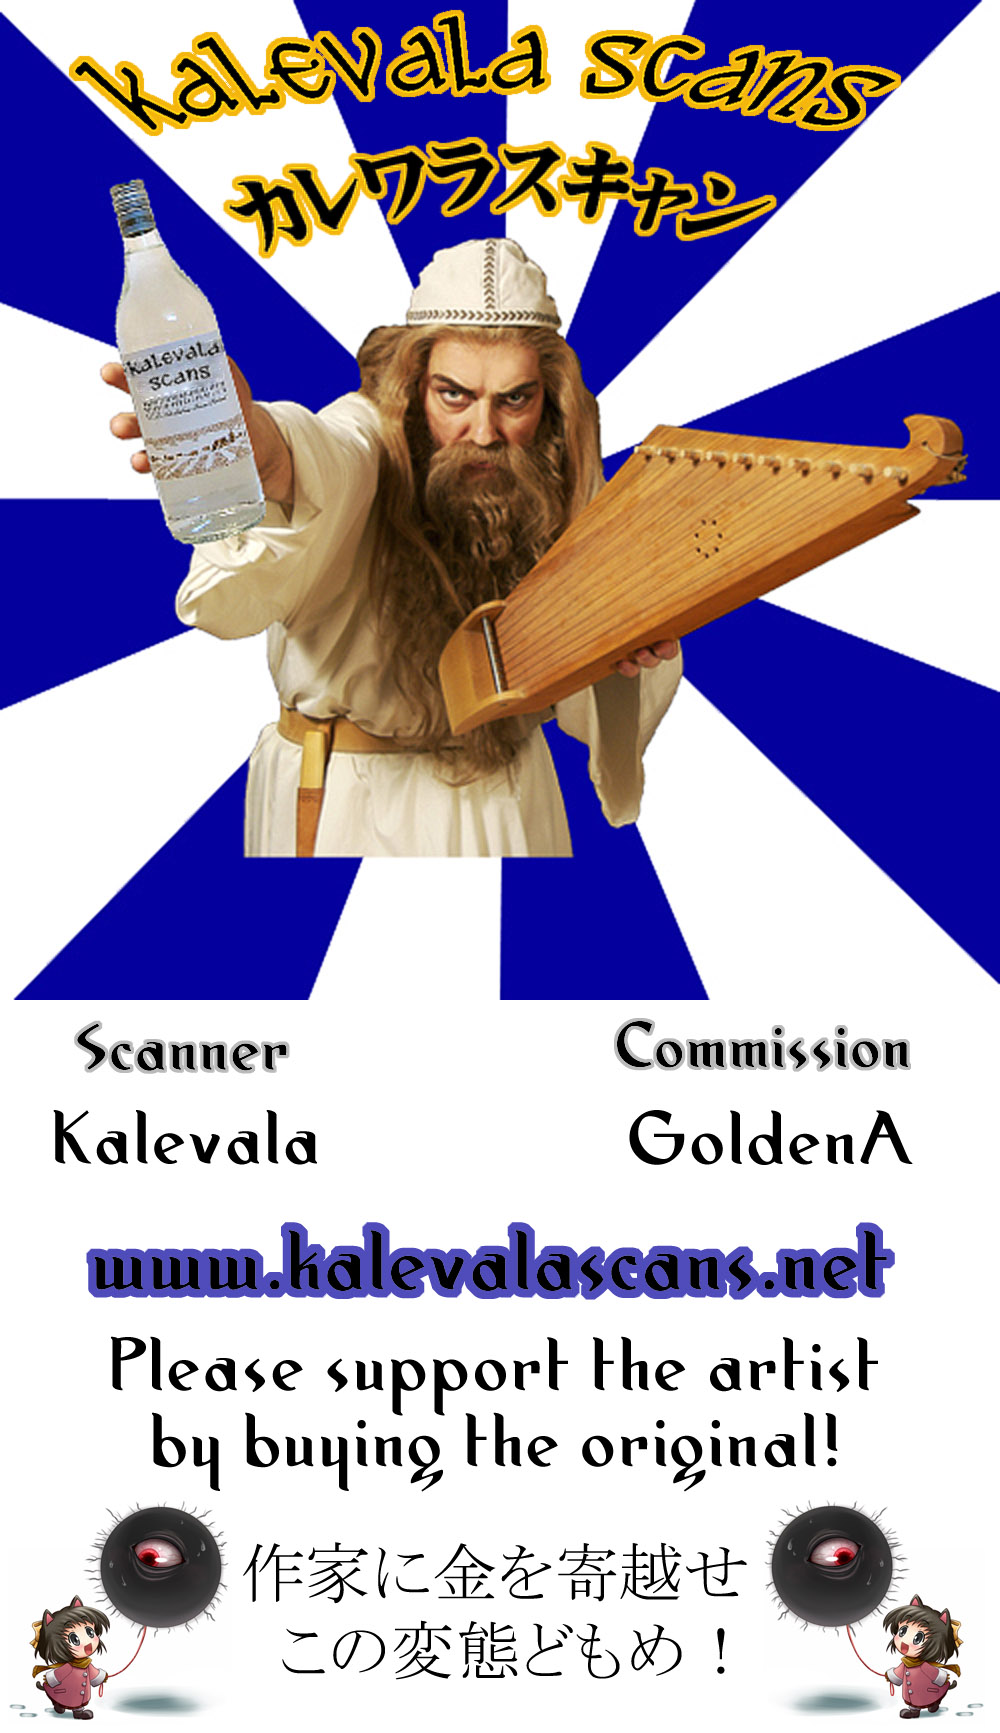 kalevala scans
カレワラスキャン
kalevala
scans
Scanner
Commission
Kalevala
GoldenA
www.kalevalascans.net
Please support the artist
by buying the original!
作家に金を寄越せ
この変態どもめ！